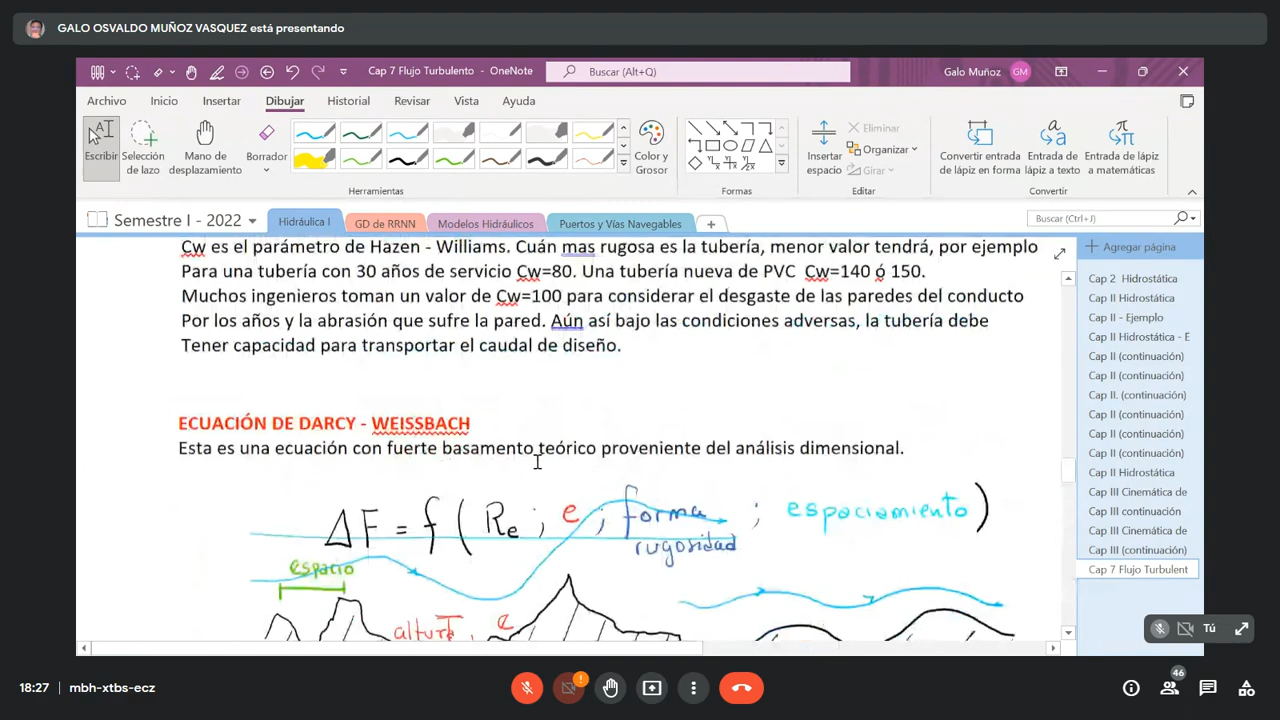 GALO OSVALDO MUÑOZ VASQUEZ está presentando
Cap 7 Flujo Turbulento - OneNote
Buscar (Alt+Q)
Galo Muñoz
GM
Archivo Inicio Insertar Dibujar Historial Revisar Vista Ayuda
Escribir
Selección de lazo
Mano de desplazamiento
Borrador
Color y Grosor
Insertar espacio
Eliminar
Organizar
Girar
Convertir entrada de lápiz en forma
Entrada de lápiz a texto
Entrada de lápiz a matemáticas
Herramientas
Formas
Editar
Convertir
Semestre I - 2022
Hidráulica I
GD de RRNN
Modelos Hidráulicos
Puertos y Vías Navegables
Buscar (Ctrl+J)
Cw es el parámetro de Hazen - Williams. Cuán mas rugosa es la tubería, menor valor tendrá, por ejemplo
Para una tubería con 30 años de servicio Cw=80. Una tubería nueva de PVC Cw=140 ó 150.
Muchos ingenieros toman un valor de Cw=100 para considerar el desgaste de las paredes del conducto
Por los años y la abrasión que sufre la pared. Aún así bajo las condiciones adversas, la tubería debe
Tener capacidad para transportar el caudal de diseño.
ECUACIÓN DE DARCY - WEISSBACH
Esta es una ecuación con fuerte basamento teórico proveniente del análisis dimensional.
ΔF = f ( Re ; e ; forma ; espaciamiento )
rugosidad
espacio
altura e
Agregar página
Cap 2 Hidrostática
Cap II Hidrostática
Cap II - Ejemplo
Cap II Hidrostática - E
Cap II (continuación)
Cap II (continuación)
Cap II. (continuación)
Cap II (continuación)
Cap II (continuación)
Cap II (continuación)
Cap II Hidrostática
Cap III Cinemática de
Cap III continuación
Cap III Cinemática de
Cap III (continuación)
Cap 7 Flujo Turbulent
Tú
18:27
mbh-xtbs-ecz
46